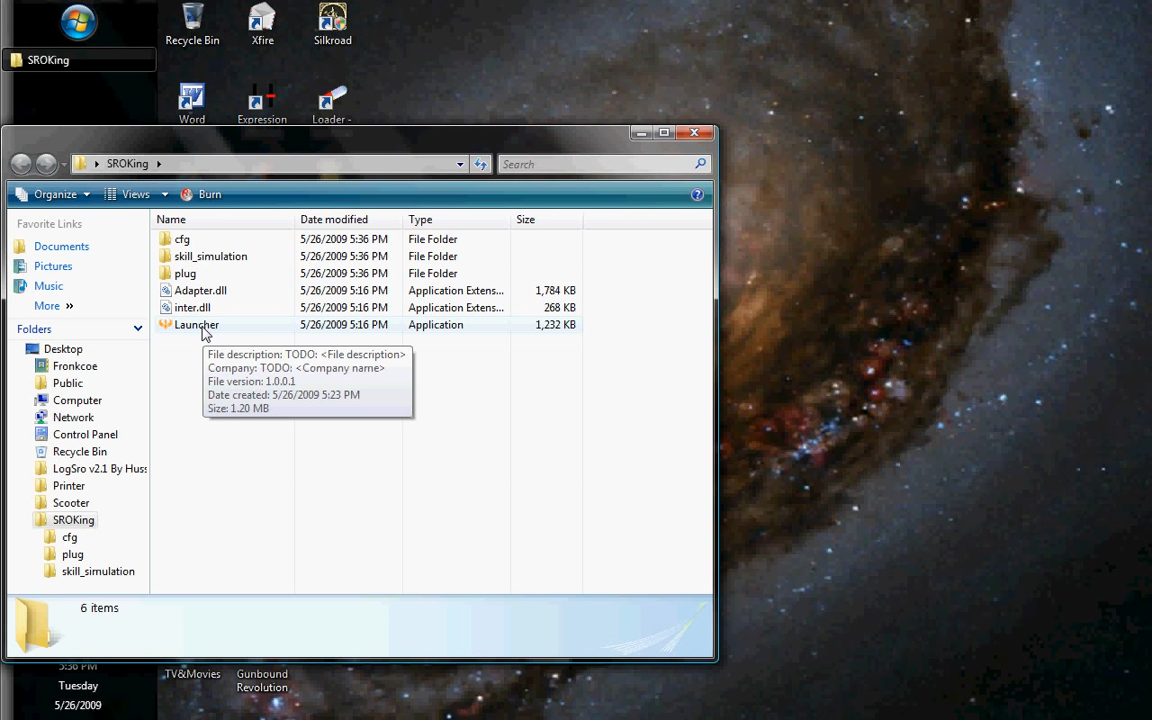 Recycle Bin
Xfire
Silkroad
SROKing
Word
Expression
Loader -
SROKing
Search
Organize
Views
Burn
Favorite Links
Documents
Pictures
Music
More »
Folders
Desktop
Fronkcoe
Public
Computer
Network
Control Panel
Recycle Bin
LogSro v2.1 By Huss
Printer
Scooter
SROKing
cfg
plug
skill_simulation
Name Date modified Type Size
cfg 5/26/2009 5:36 PM File Folder
skill_simulation 5/26/2009 5:36 PM File Folder
plug 5/26/2009 5:36 PM File Folder
Adapter.dll 5/26/2009 5:16 PM Application Extens... 1,784 KB
inter.dll 5/26/2009 5:16 PM Application Extens... 268 KB
Launcher 5/26/2009 5:16 PM Application 1,232 KB
File description: TODO: <File description>
Company: TODO: <Company name>
File version: 1.0.0.1
Date created: 5/26/2009 5:23 PM
Size: 1.20 MB
6 items
5:36 PM
Tuesday
5/26/2009
TV&Movies
Gunbound
Revolution